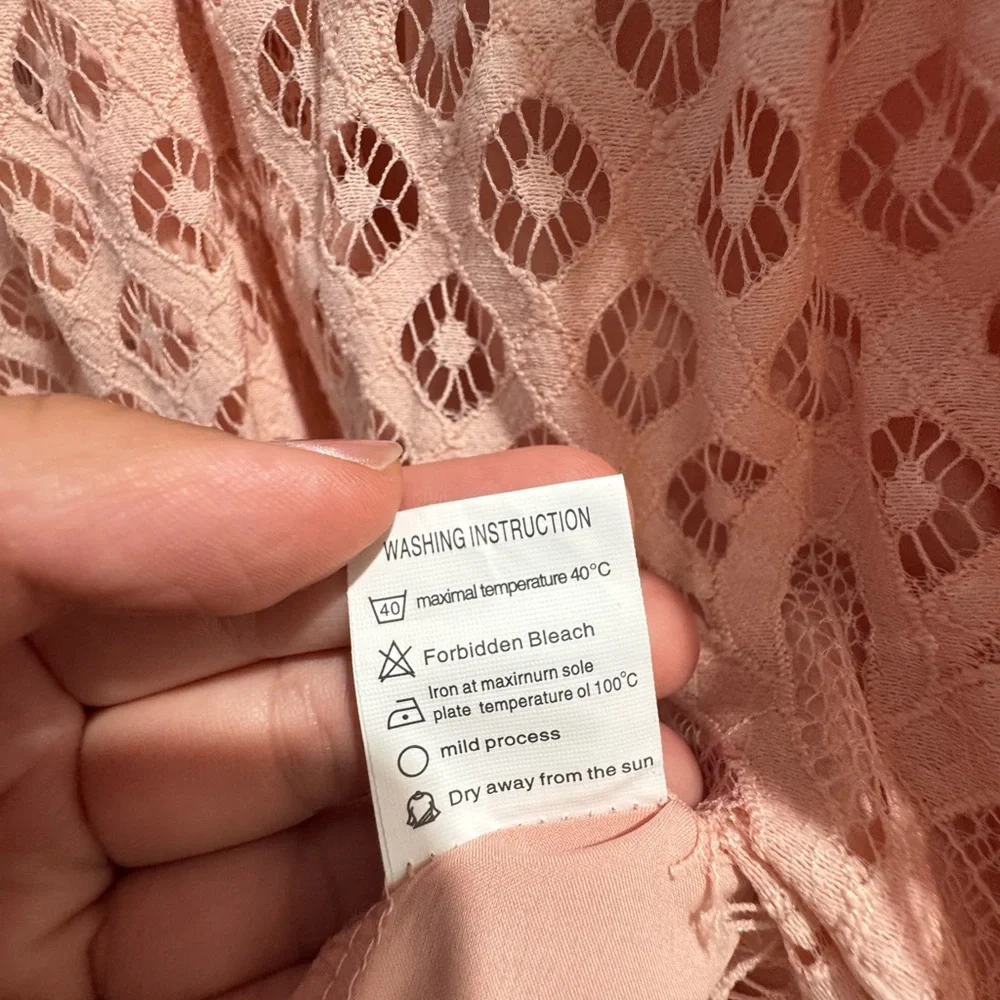 WASHING INSTRUCTION
40 maximal temperature 40°C
Forbidden Bleach
Iron at maxirnurn sole
plate temperature ol 100°C
mild process
Dry away from the sun